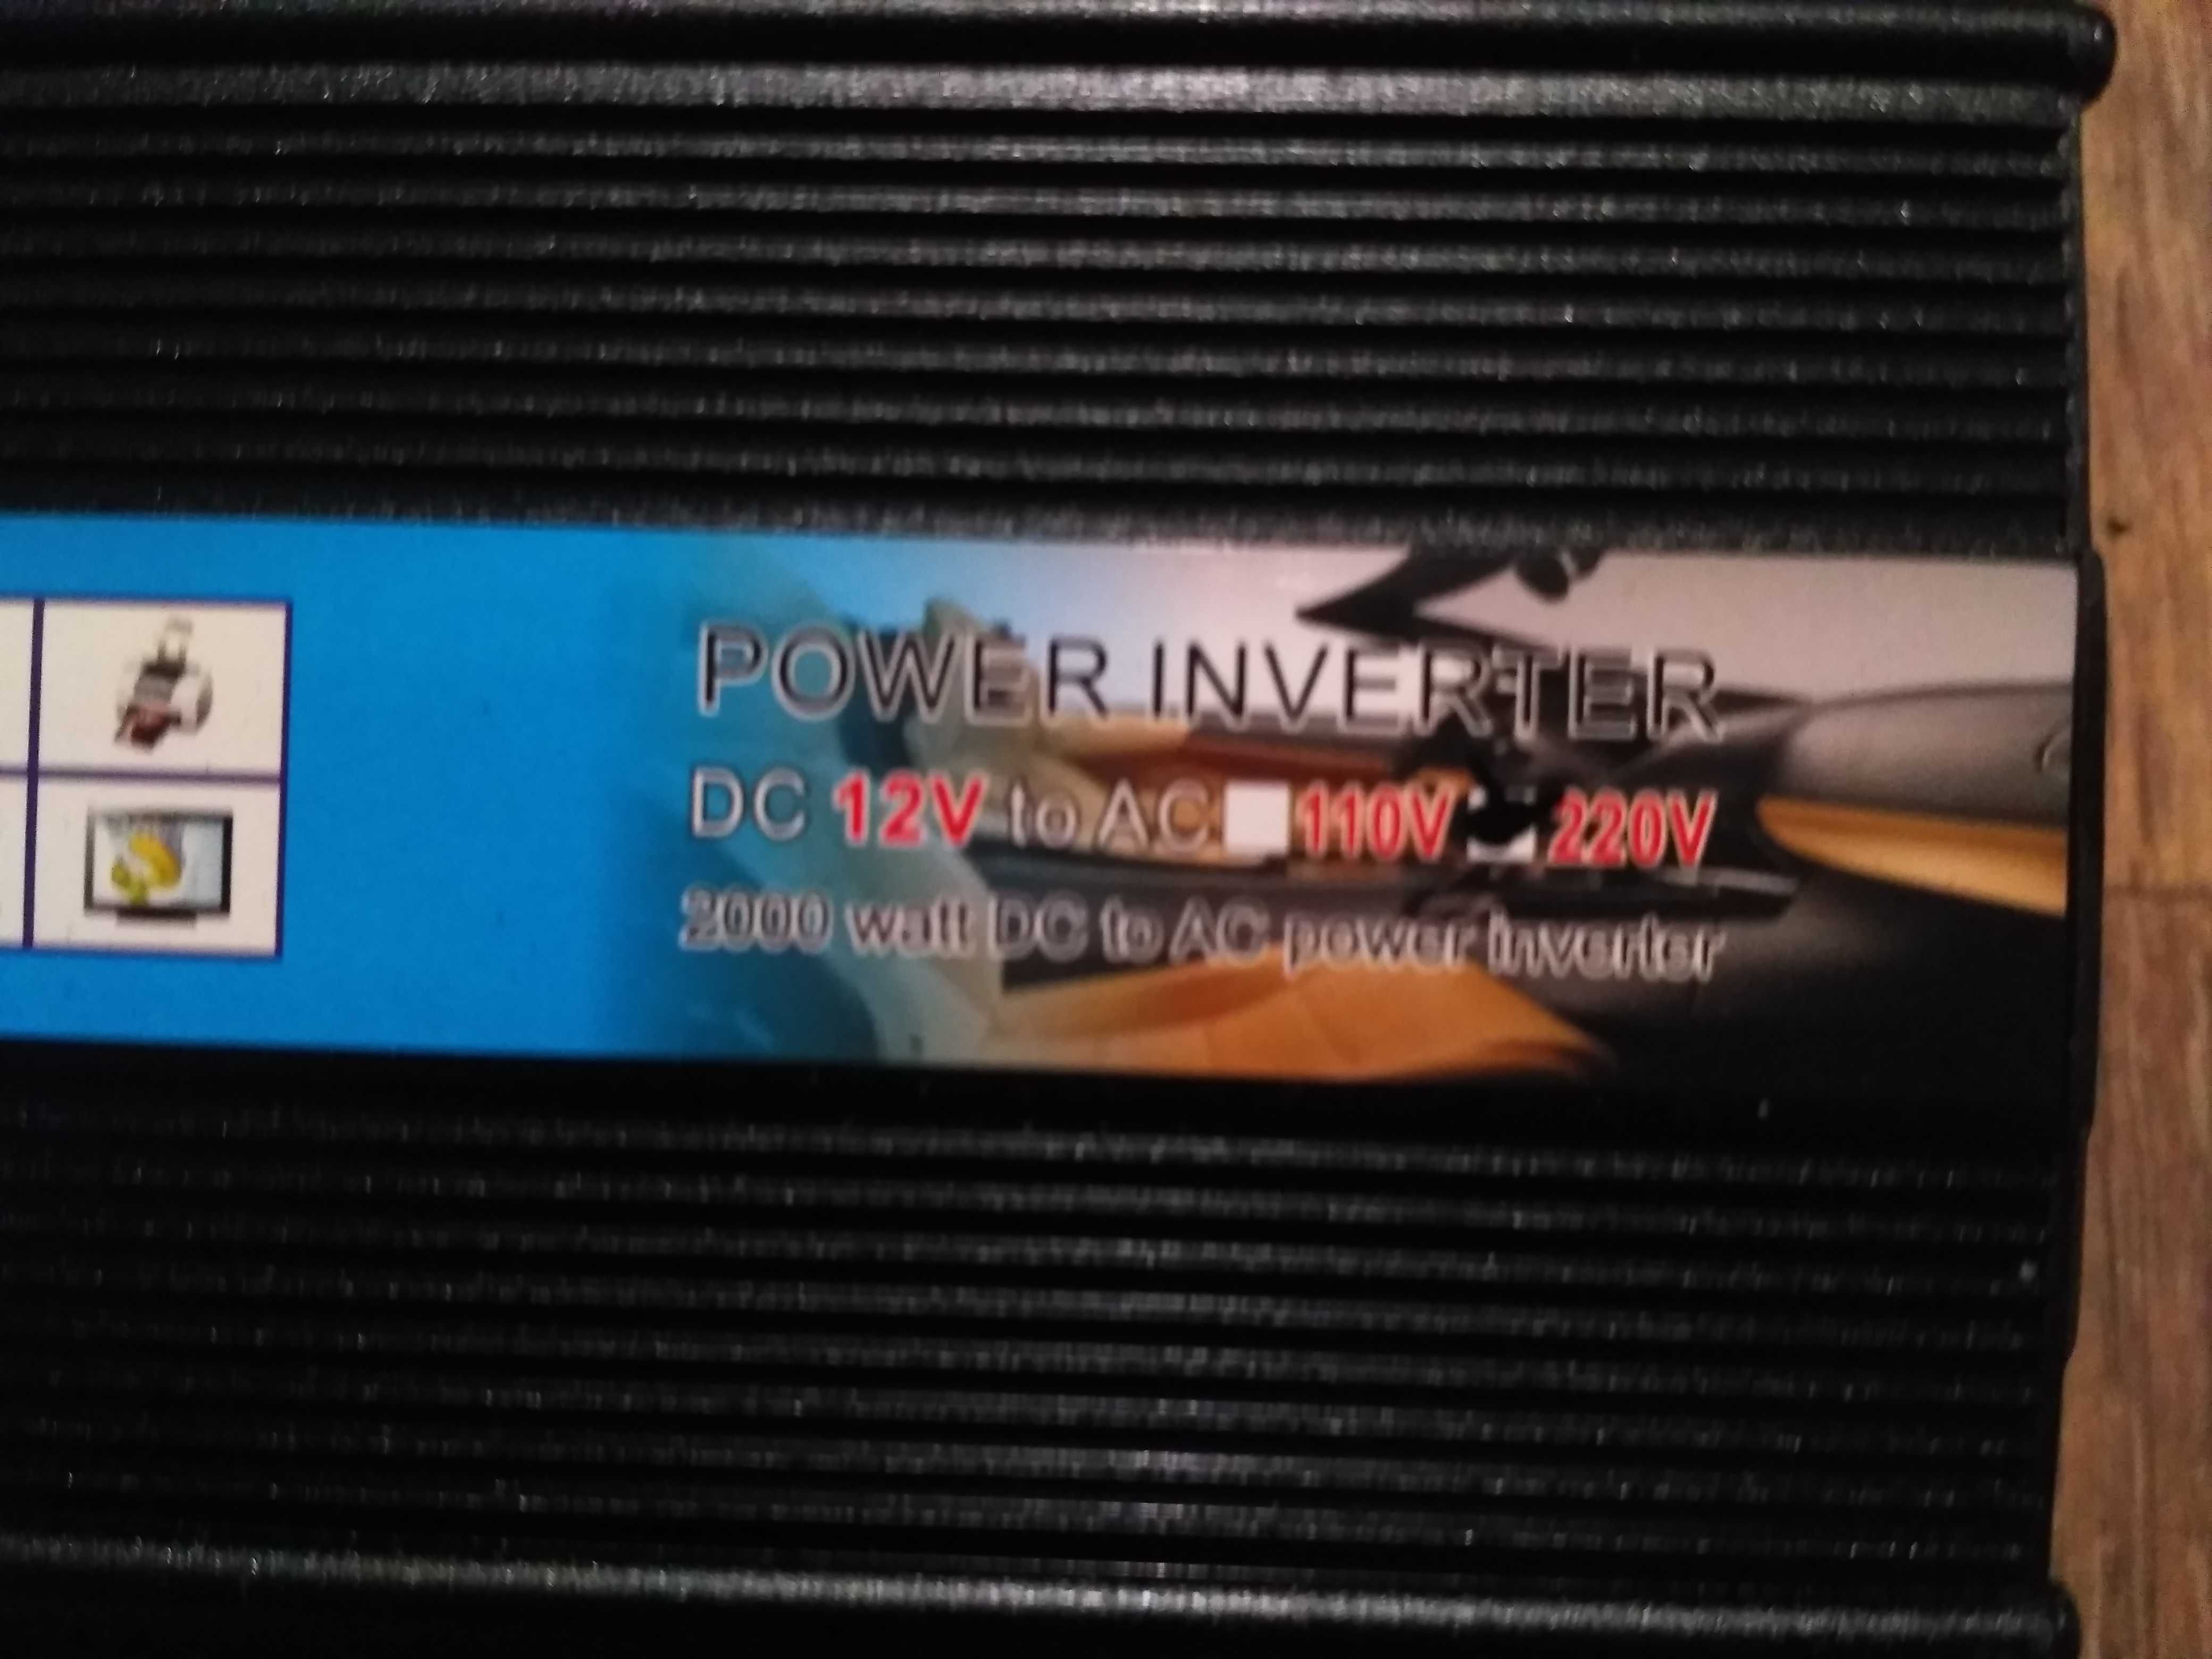 POWER INVERTER
DC 12V to AC 110V 220V
2000 watt DC to AC power inverter